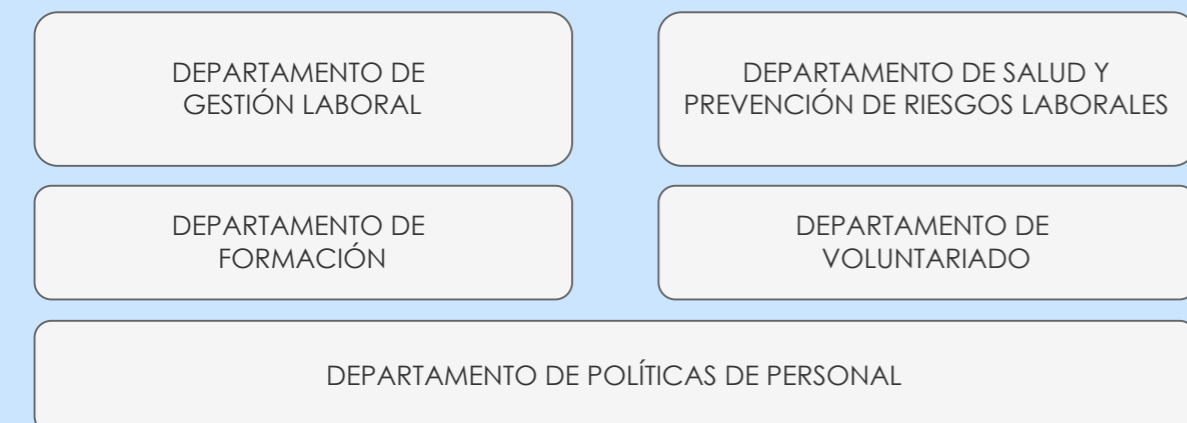 DEPARTAMENTO DE
GESTIÓN LABORAL
DEPARTAMENTO DE SALUD Y
PREVENCIÓN DE RIESGOS LABORALES
DEPARTAMENTO DE
FORMACIÓN
DEPARTAMENTO DE
VOLUNTARIADO
DEPARTAMENTO DE POLÍTICAS DE PERSONAL